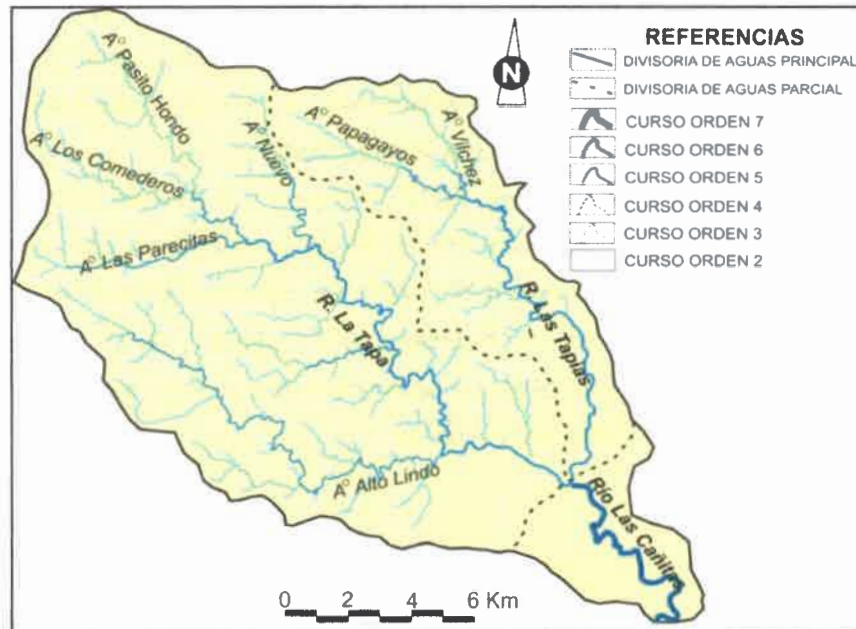 REFERENCIAS
DIVISORIA DE AGUAS PRINCIPAL
DIVISORIA DE AGUAS PARCIAL
CURSO ORDEN 7
CURSO ORDEN 6
CURSO ORDEN 5
CURSO ORDEN 4
CURSO ORDEN 3
CURSO ORDEN 2
N
Aº Pasito Hondo
Aº Los Comederos
Aº Nuevo
Aº Papagayos
Aº Vilchez
Aº Las Parecitas
R. La Tapa
R. Las Tapias
Aº Alto Lindo
Río Las Cañitas
0 2 4 6 Km